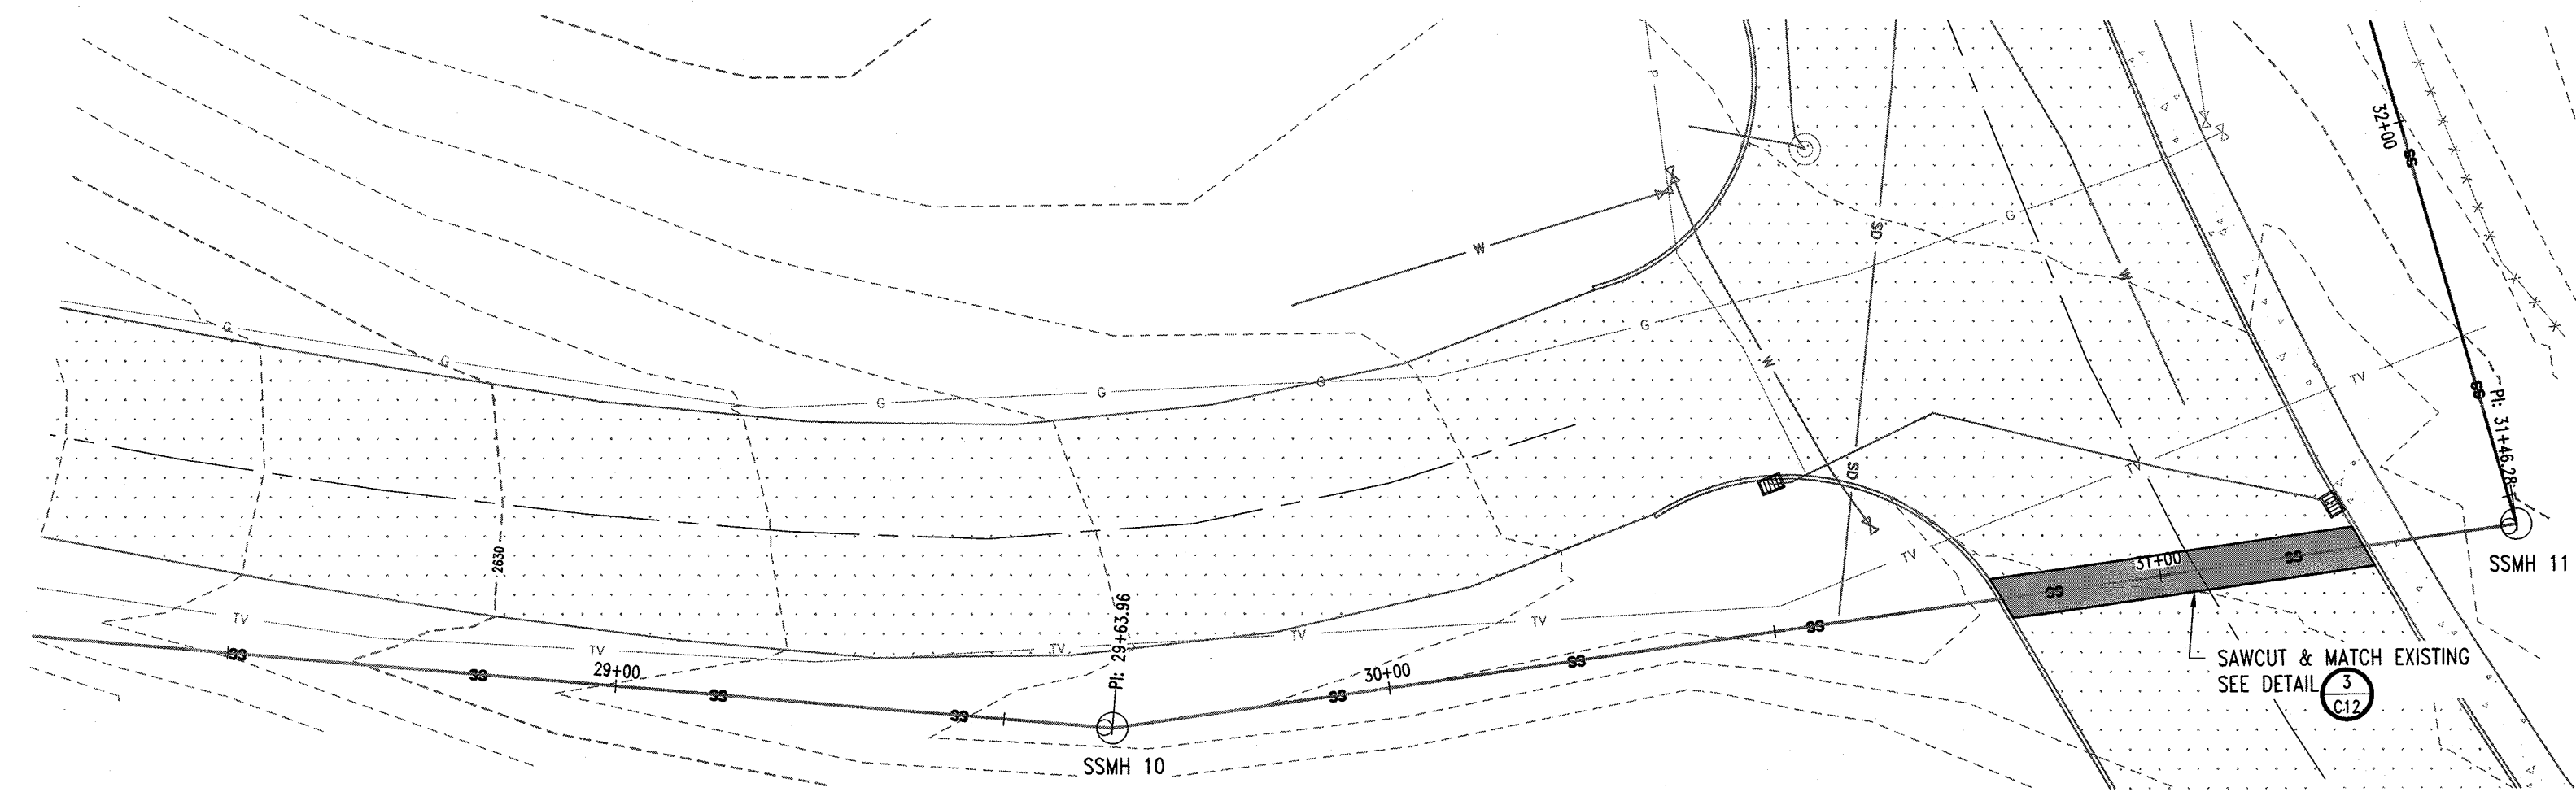 P
32+00
G
SD
W
G
W
G
G
W
TV
G
G
G
PI: 31+46.28
SD
TV
2630
TV
SS
SS
31+00
SS
SS
SSMH 11
TV
TV
TV
TV
TV
PI: 29+63.96
SS
SS
SS
SS
29+00
SS
SS
SS
30+00
SS
SAWCUT & MATCH EXISTING
SEE DETAIL 3
C12
SSMH 10